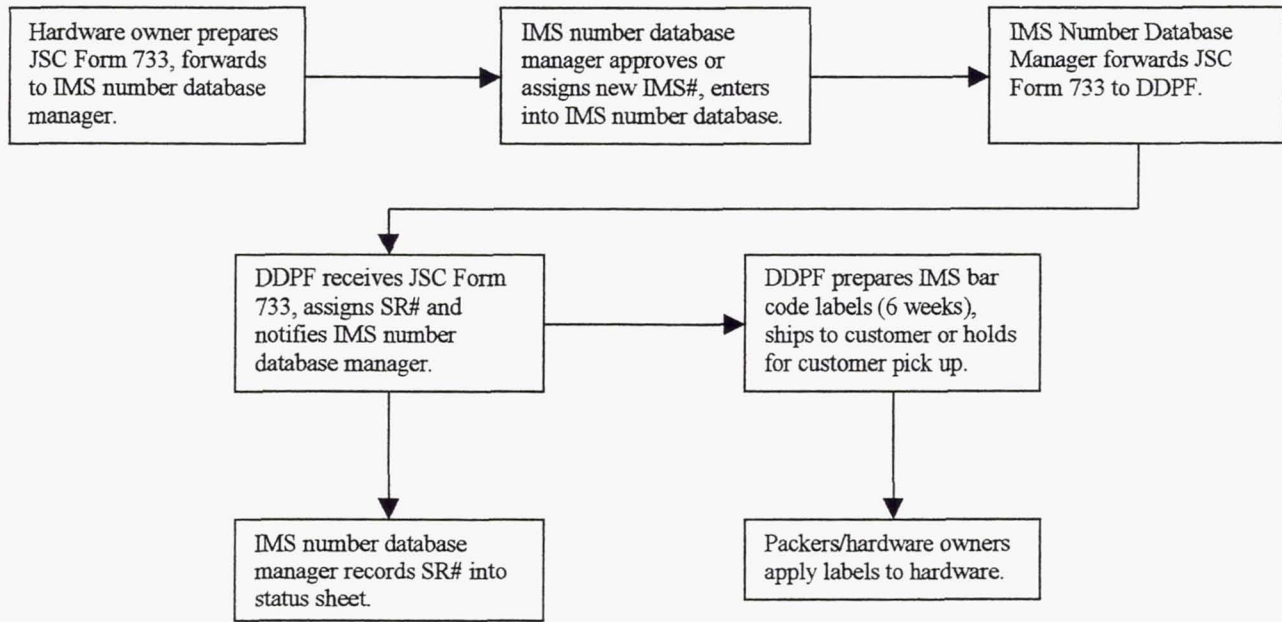 Hardware owner prepares
JSC Form 733, forwards
to IMS number database
manager.
IMS number database
manager approves or
assigns new IMS#, enters
into IMS number database.
IMS Number Database
Manager forwards JSC
Form 733 to DDPF.
DDPF receives JSC Form
733, assigns SR# and
notifies IMS number
database manager.
DDPF prepares IMS bar
code labels (6 weeks),
ships to customer or holds
for customer pick up.
IMS number database
manager records SR# into
status sheet.
Packers/hardware owners
apply labels to hardware.